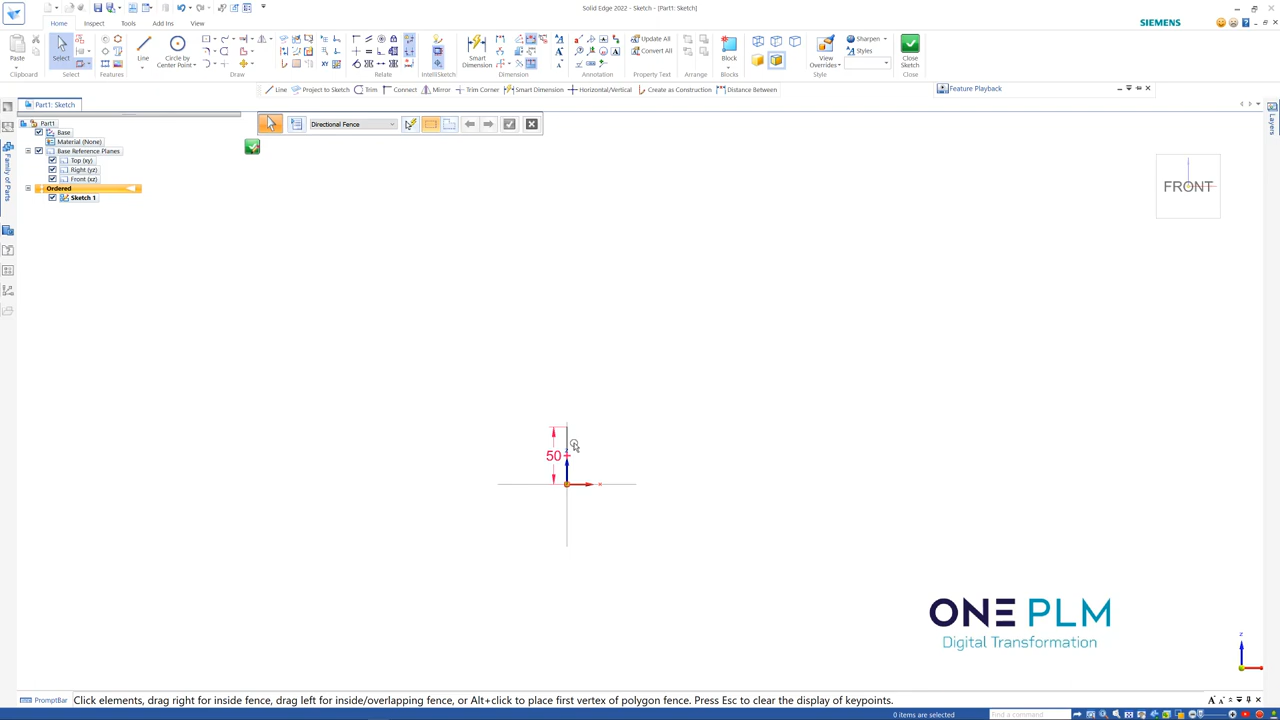 Solid Edge 2022 - Sketch - [Part1: Sketch]
Home Inspect Tools Add Ins View
SIEMENS
Paste
Clipboard
Select
Select
Features
Line
Circle by
Center Point
Draw
Relate
IntelliSketch
Smart
Dimension
Dimension
Annotation
Update All
Convert All
Property Text
Arrange
Block
Blocks
View
Overrides
Sharpen
Styles
Style
Close
Sketch
Close
Line Project to Sketch Trim Connect Mirror Trim Corner Smart Dimension Horizontal/Vertical Create as Construction Distance Between
Feature Playback
Part1: Sketch
Directional Fence
Part1
Base
Material (None)
Base Reference Planes
Top (xy)
Right (yz)
Front (xz)
Ordered
Sketch 1
Family of Parts
Layers
FRONT
50
x
ONE PLM
Digital Transformation
z
PromptBar
Click elements, drag right for inside fence, drag left for inside/overlapping fence, or Alt+click to place first vertex of polygon fence. Press Esc to clear the display of keypoints.
0 items are selected
Find a command